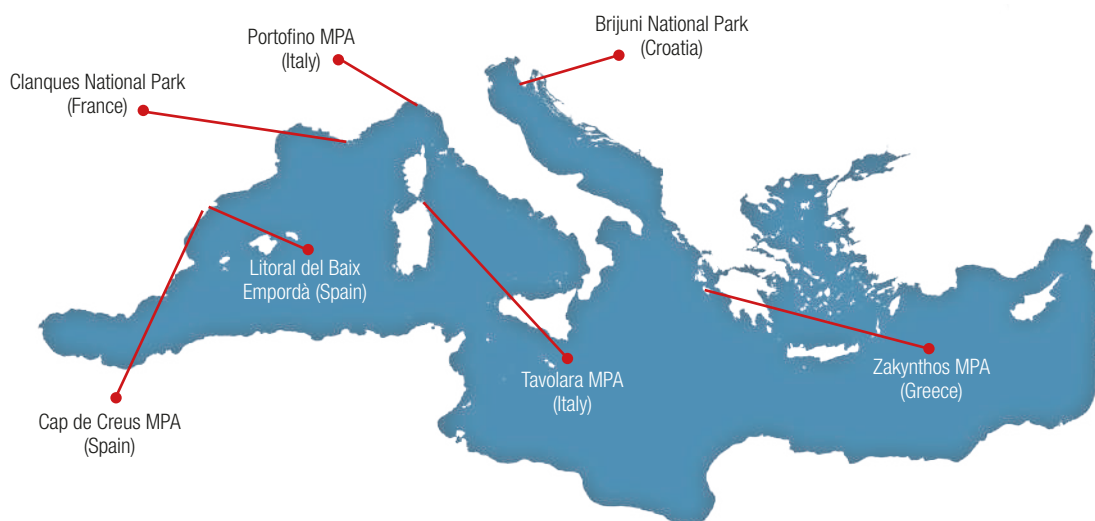 Brijuni National Park
(Croatia)
Portofino MPA
(Italy)
Clanques National Park
(France)
Litoral del Baix
Empordà (Spain)
Tavolara MPA
(Italy)
Zakynthos MPA
(Greece)
Cap de Creus MPA
(Spain)